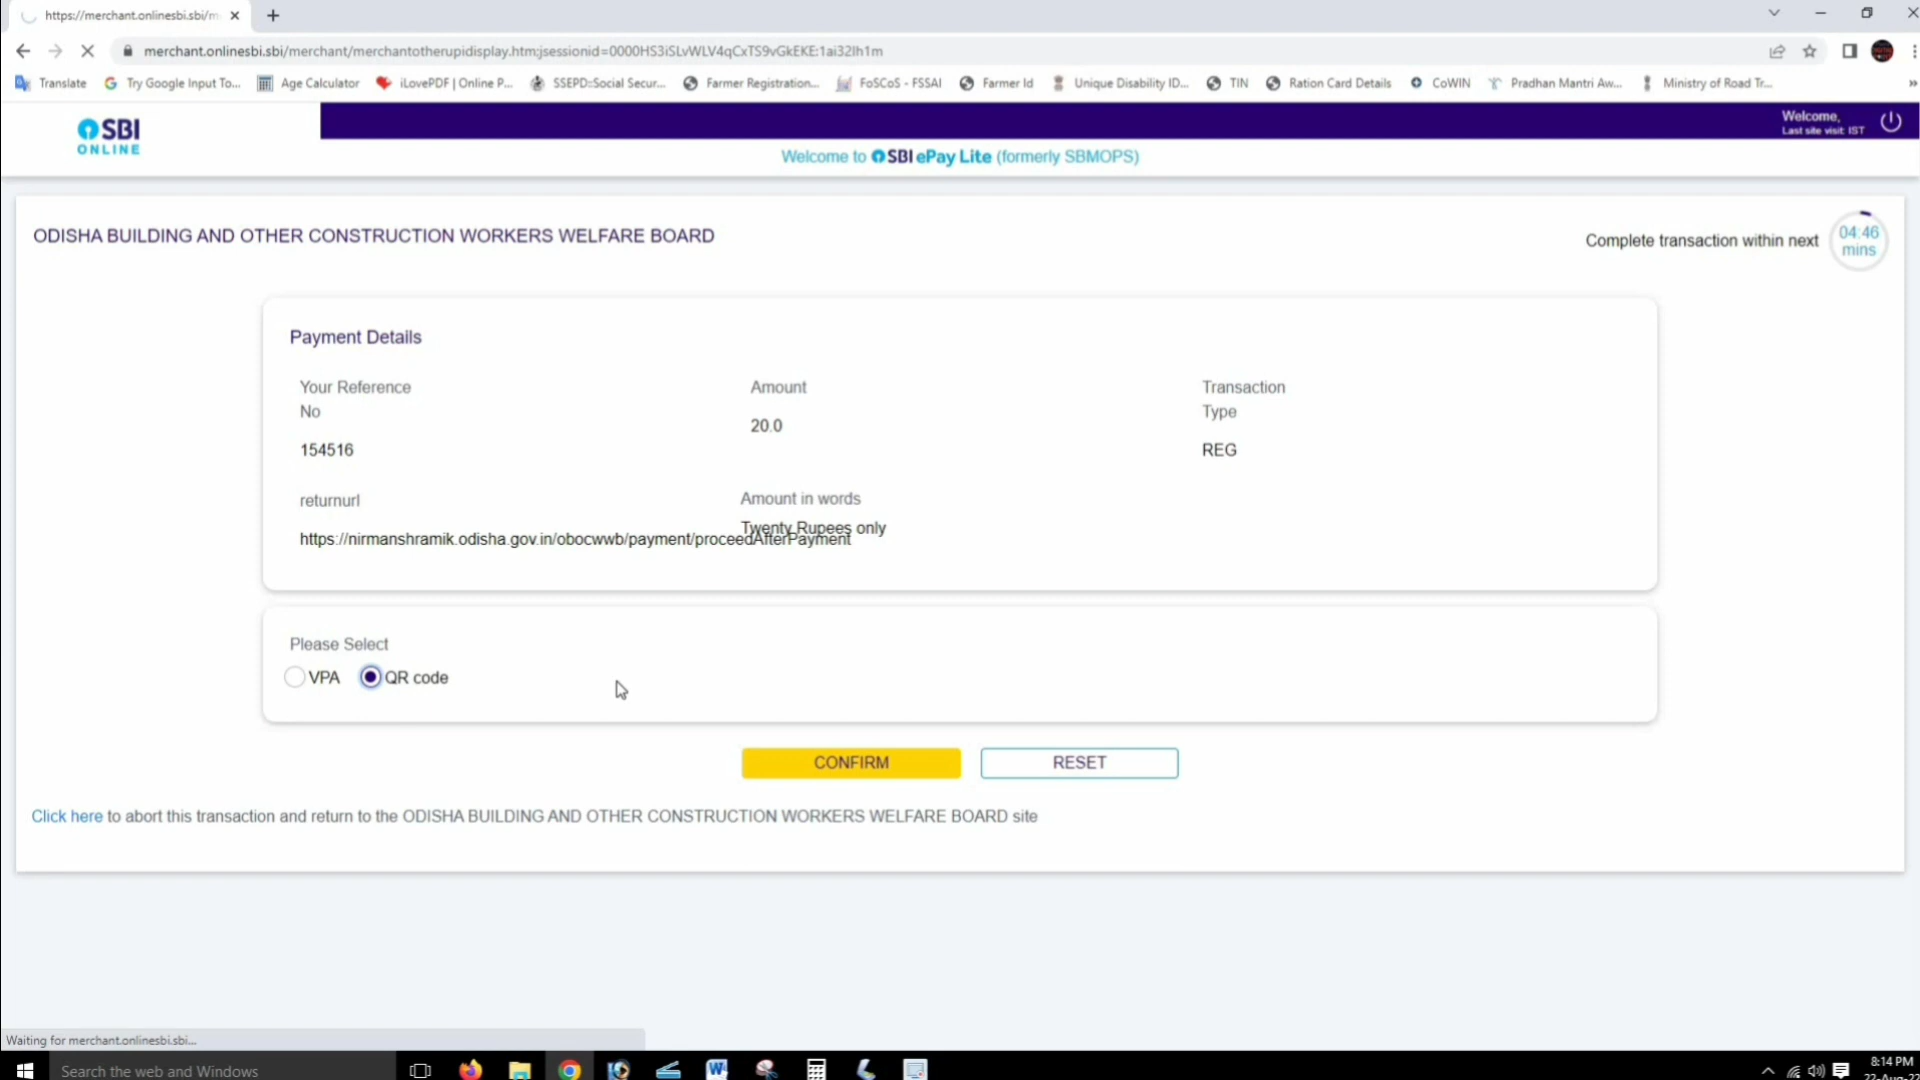 https://merchant.onlinesbi.sbi/m
merchant.onlinesbi.sbi/merchant/merchantotherupidisplay.htm;jsessionid=0000HS3iSLvWLV4qCxTS9vGkEKE:1ai32lh1m
Translate Try Google Input To... Age Calculator iLovePDF | Online P... SSEPD::Social Secur... Farmer Registration... FoSCoS - FSSAI Farmer Id Unique Disability ID... TIN Ration Card Details CoWIN Pradhan Mantri Aw... Ministry of Road Tr... »
SBI
ONLINE
Welcome,
Last site visit: IST
Welcome to SBI ePay Lite (formerly SBMOPS)
ODISHA BUILDING AND OTHER CONSTRUCTION WORKERS WELFARE BOARD
Complete transaction within next
04:46
mins
Payment Details
Your Reference
No
154516
Amount
20.0
Transaction
Type
REG
returnurl
https://nirmanshramik.odisha.gov.in/obocwwb/payment/proceedAfterPayment
Amount in words
Twenty Rupees only
Please Select
VPA QR code
CONFIRM RESET
Click here to abort this transaction and return to the ODISHA BUILDING AND OTHER CONSTRUCTION WORKERS WELFARE BOARD site
Waiting for merchant.onlinesbi.sbi...
Search the web and Windows
8:14 PM
22-Aug-22